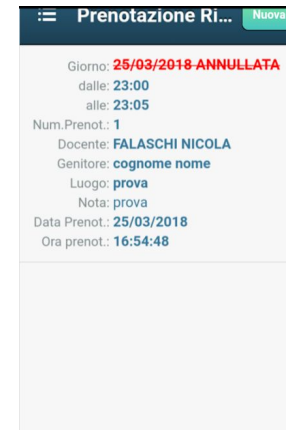 Prenotazione Ri... Nuova
Giorno: 25/03/2018 ANNULLATA
dalle: 23:00
alle: 23:05
Num.Prenot.: 1
Docente: FALASCHI NICOLA
Genitore: cognome nome
Luogo: prova
Nota: prova
Data Prenot.: 25/03/2018
Ora prenot.: 16:54:48